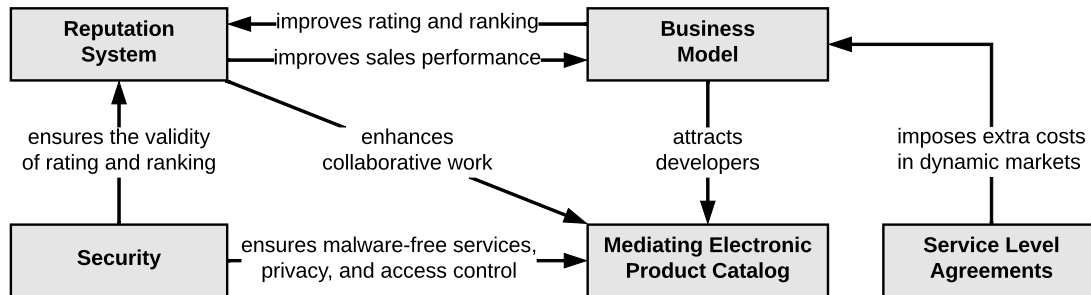 Reputation
System
improves rating and ranking
improves sales performance
Business
Model
ensures the validity
of rating and ranking
enhances
collaborative work
attracts
developers
imposes extra costs
in dynamic markets
Security
ensures malware-free services,
privacy, and access control
Mediating Electronic
Product Catalog
Service Level
Agreements